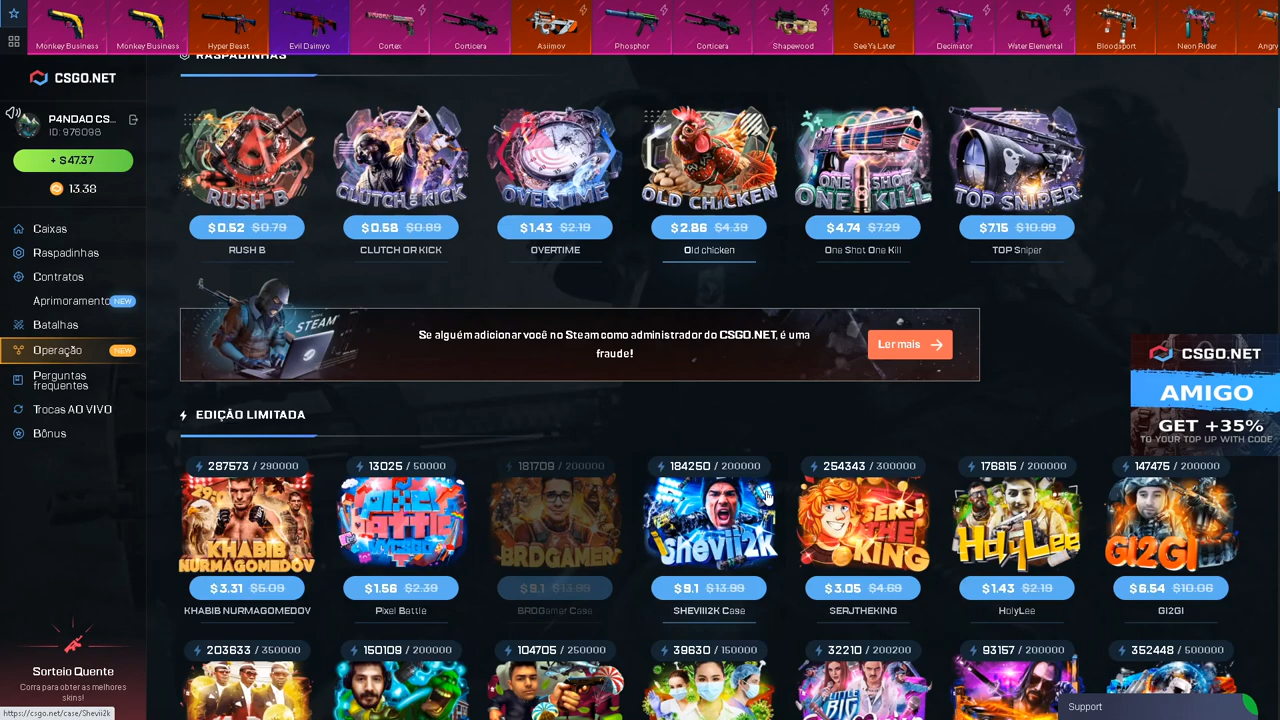 Monkey Business
Monkey Business
Hyper Beast
Evil Daimyo
Cortex
Corticera
Asiimov
Phosphor
Corticera
Shapewood
See Ya Later
Decimator
Water Elemental
Bloodsport
Neon Rider
Angry
CSGO.NET
P4NDAO CS...
ID: 976098
+ $47.37
13.38
Caixas
Raspadinhas
Contratos
Aprimoramento NEW
Batalhas
Operação NEW
Perguntas
frequentes
Trocas AO VIVO
Bônus
Sorteio Quente
Corra para obter as melhores
skins!
https://csgo.net/case/Shevii2k
RASPADINHAS
RUSH B
CLUTCH OR KICK
OVERTIME
OLD CHICKEN
ONE SHOT
ONE KILL
TOP SNIPER
$0.52 $0.79
$0.58 $0.89
$1.43 $2.19
$2.86 $4.39
$4.74 $7.29
$7.15 $10.99
RUSH B
CLUTCH OR KICK
OVERTIME
Old chicken
One Shot One Kill
TOP Sniper
STEAM
Se alguém adicionar você no Steam como administrador do CSGO.NET, é uma
fraude!
Ler mais
CSGO.NET
AMIGO
GET +35%
TO YOUR TOP UP WITH CODE
EDIÇÃO LIMITADA
287573 / 290000
13025 / 50000
181709 / 200000
184250 / 200000
254343 / 300000
176815 / 200000
147475 / 200000
29:0
KHABIB
NURMAGOMEDOV
PIXEL
BATTLE
BRDGAMER
shevii2k
SERJ
THE
KING
HolyLee
GI2GI
$3.31 $5.09
$1.56 $2.39
$9.1 $13.99
$9.1 $13.99
$3.05 $4.69
$1.43 $2.19
$6.54 $10.06
KHABIB NURMAGOMEDOV
Pixel Battle
BRDGamer Case
SHEVII2K Case
SERJTHEKING
HolyLee
GI2GI
203633 / 350000
150109 / 200000
104705 / 250000
39630 / 150000
32210 / 200200
93157 / 200000
352448 / 500000
LITTLE
BIG
Support